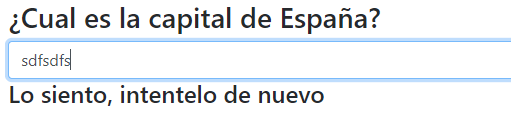 ¿Cual es la capital de España?
sdfsdfs
Lo siento, intentelo de nuevo